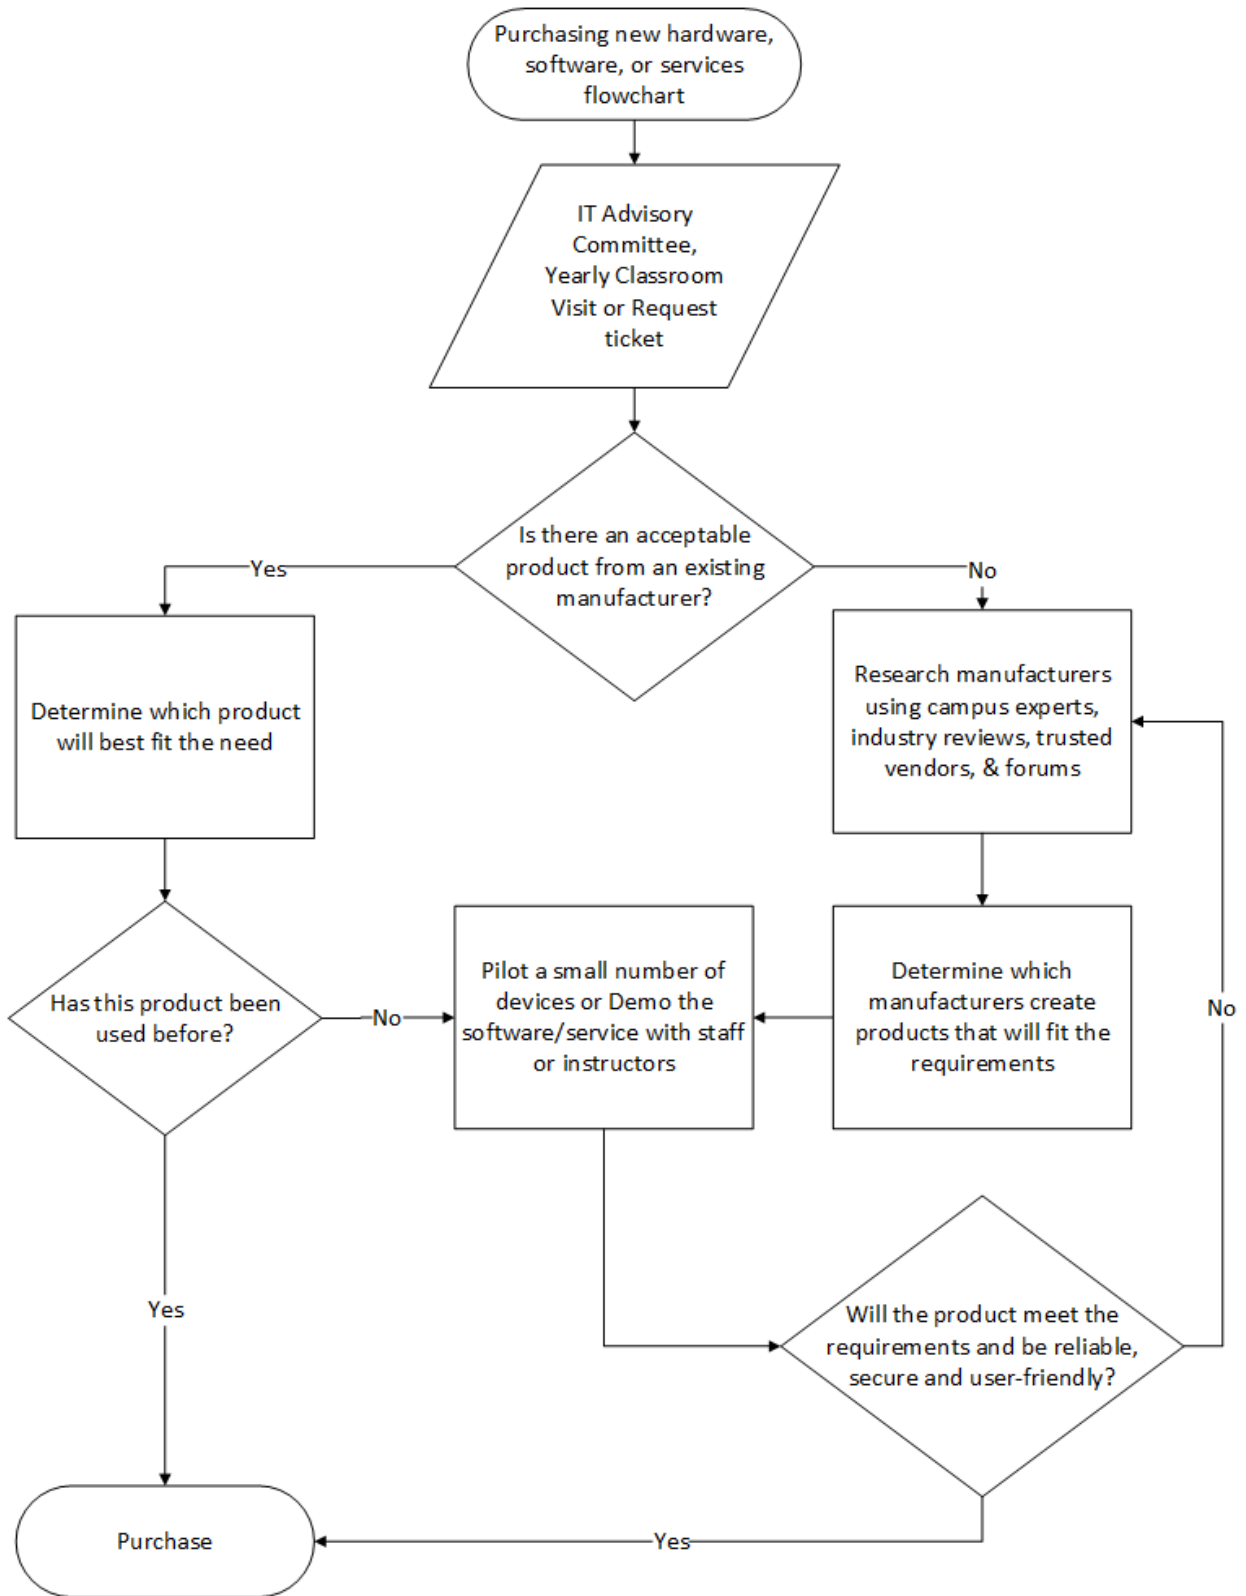 Purchasing new hardware,
software, or services
flowchart
IT Advisory
Committee,
Yearly Classroom
Visit or Request
ticket
Is there an acceptable
product from an existing
manufacturer?
Yes
No
Determine which product
will best fit the need
Research manufacturers
using campus experts,
industry reviews, trusted
vendors, & forums
Has this product been
used before?
No
Pilot a small number of
devices or Demo the
software/service with staff
or instructors
Determine which
manufacturers create
products that will fit the
requirements
No
Yes
Will the product meet the
requirements and be reliable,
secure and user-friendly?
Purchase
Yes